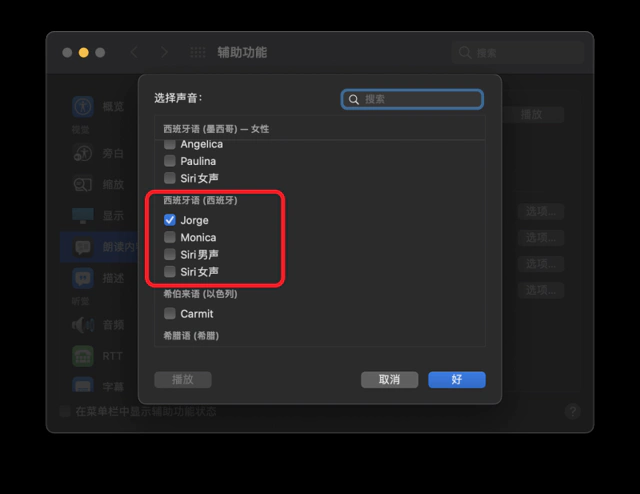 辅助功能
搜索
选择声音：
搜索
概览
播放
视觉
西班牙语 (墨西哥) — 女性
Angelica
旁白
Paulina
缩放
Siri 女声
西班牙语 (西班牙)
显示
选项...
Jorge
Monica
选项...
朗读内容
Siri 男声
选项...
Siri 女声
描述
选项...
听觉
希伯来语 (以色列)
Carmit
音频
希腊语 (希腊)
RTT
播放
取消
好
字幕
在菜单栏中显示辅助功能状态
?